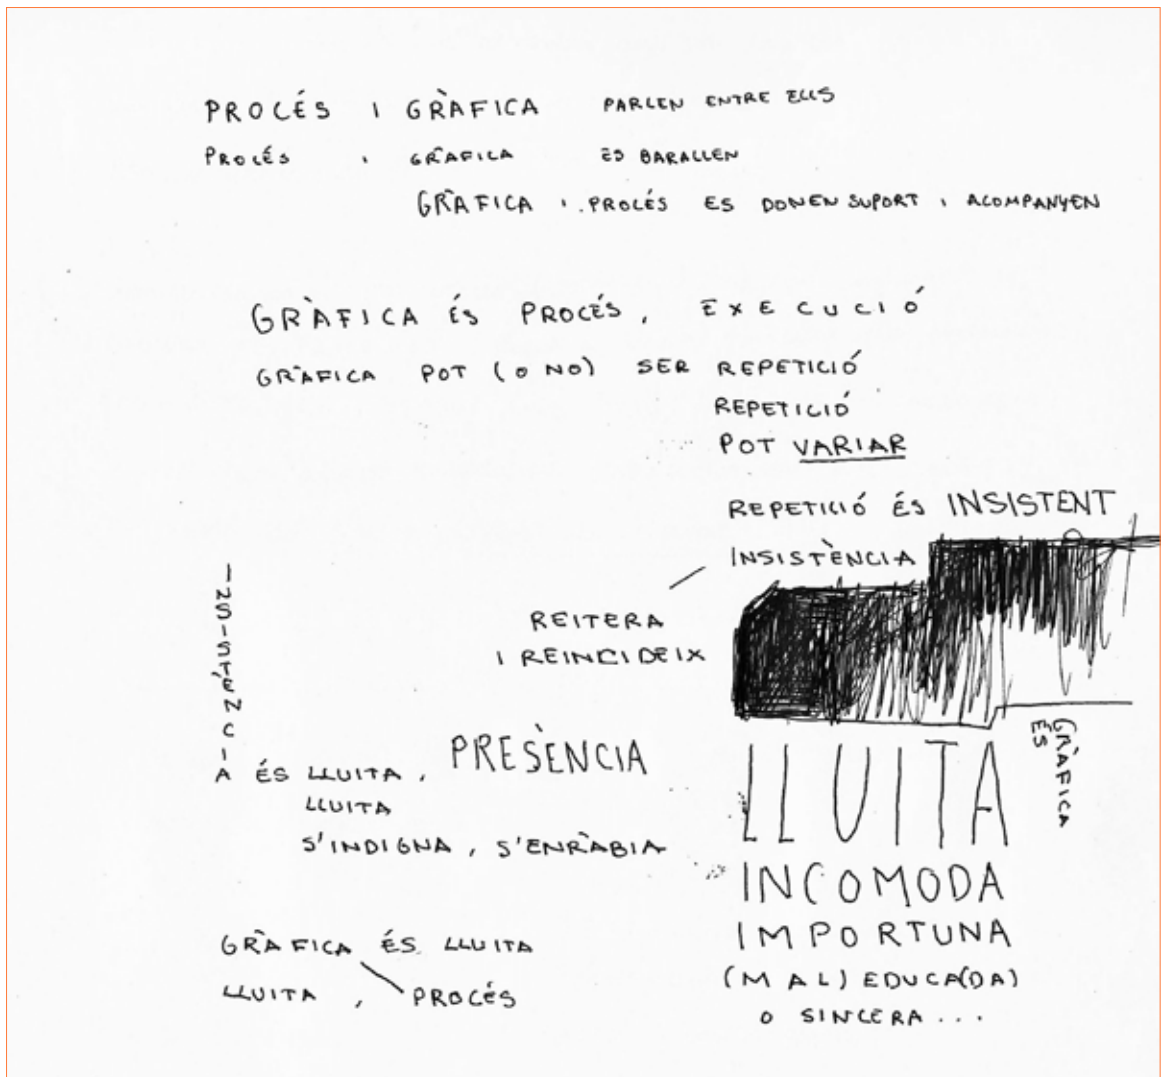 PROCÉS I GRÀFICA PARLEN ENTRE ELLS
PROCÉS I GRÀFICA ES BARALLEN
GRÀFICA I PROCÉS ES DONEN SUPORT I ACOMPANYEN
GRÀFICA ÉS PROCÉS, EXECUCIÓ
GRÀFICA POT (O NO) SER REPETICIÓ
REPETICIÓ
POT VARIAR
REPETICIÓ ÉS INSISTENT
INSISTÈNCIA
REITERA
I REINCIDEIX
INSISTÈNCIA
ÉS LLUITA, PRESÈNCIA
LLUITA
S'INDIGNA, S'ENRÀBIA
GRÀFICA
ÉS
LLUITA
INCOMODA
IMPORTUNA
(MAL) EDUCA(DA)
O SINCERA...
GRÀFICA ÉS LLUITA
LLUITA, PROCÉS